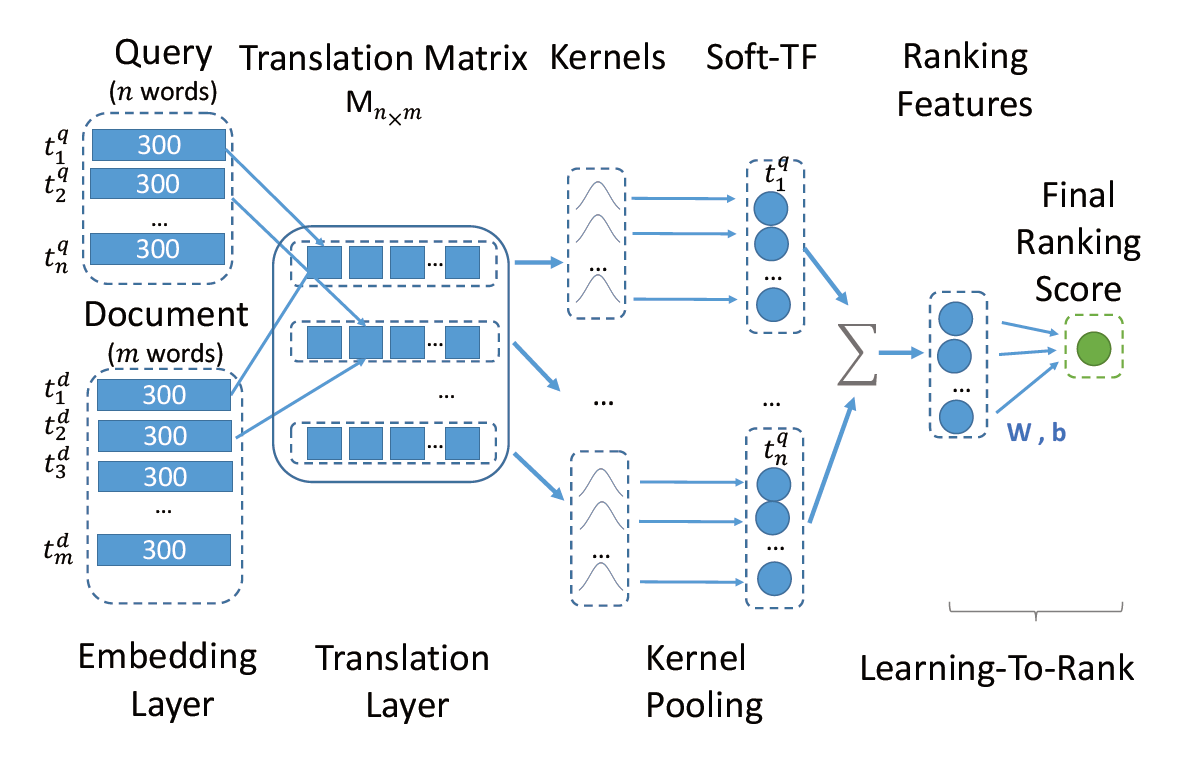 Query
(n words)
t_1^q
300
t_2^q
300
...
t_n^q
300
Document
(m words)
t_1^d
300
t_2^d
300
t_3^d
300
...
t_m^d
300
Embedding
Layer
Translation Matrix
M_{n×m}
...
...
...
...
Translation
Layer
Kernels
...
...
...
Soft-TF
t_1^q
...
...
t_n^q
...
Kernel
Pooling
∑
Ranking
Features
...
W , b
Final
Ranking
Score
Learning-To-Rank